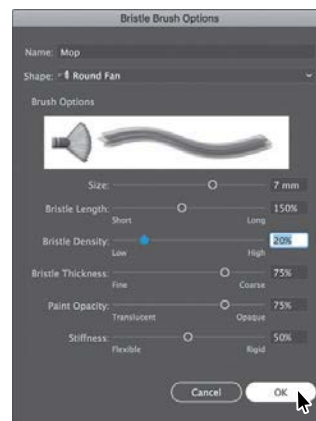 Bristle Brush Options
Name: Mop
Shape: Round Fan
Brush Options
Size: 7 mm
Bristle Length: 150%
Short Long
Bristle Density: 20%
Low High
Bristle Thickness: 75%
Fine Coarse
Paint Opacity: 75%
Translucent Opaque
Stiffness: 50%
Flexible Rigid
Cancel OK